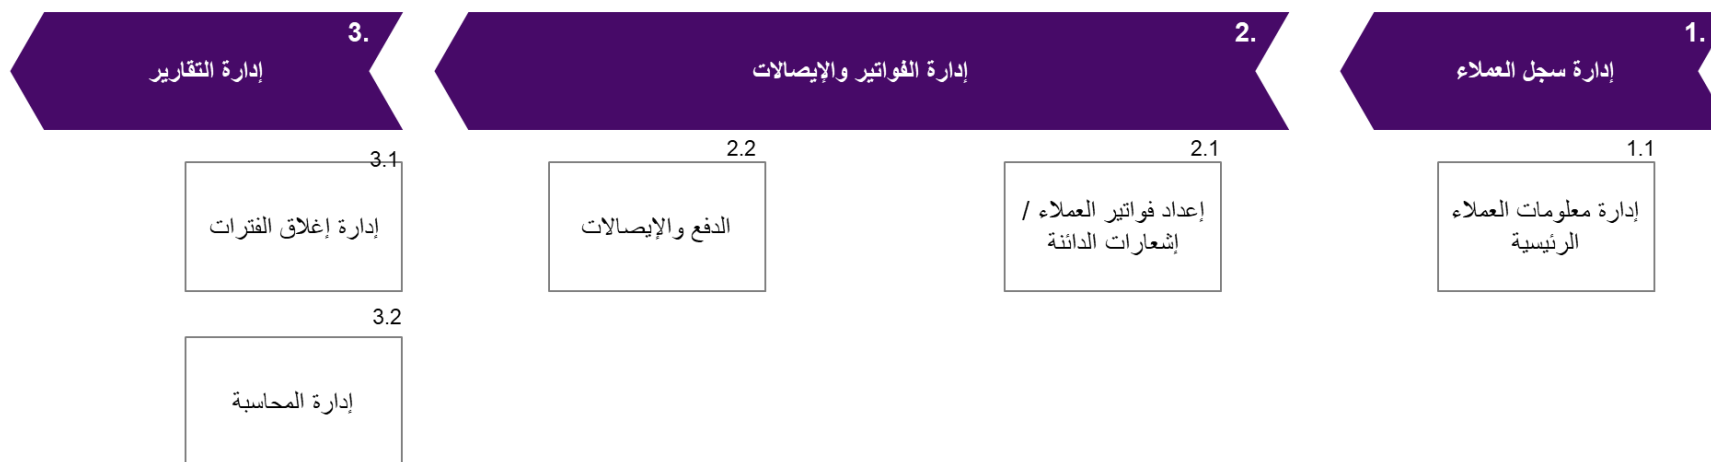 1.
إدارة سجل العملاء
2.
إدارة الفواتير والإيصالات
3.
إدارة التقارير
1.1
إدارة معلومات العملاء
الرئيسية
2.1
إعداد فواتير العملاء /
إشعارات الدائنة
2.2
الدفع والإيصالات
3.1
إدارة إغلاق الفترات
3.2
إدارة المحاسبة